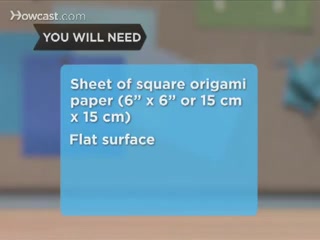 Howcast.com
YOU WILL NEED
Sheet of square origami
paper (6” x 6” or 15 cm
x 15 cm)
Flat surface